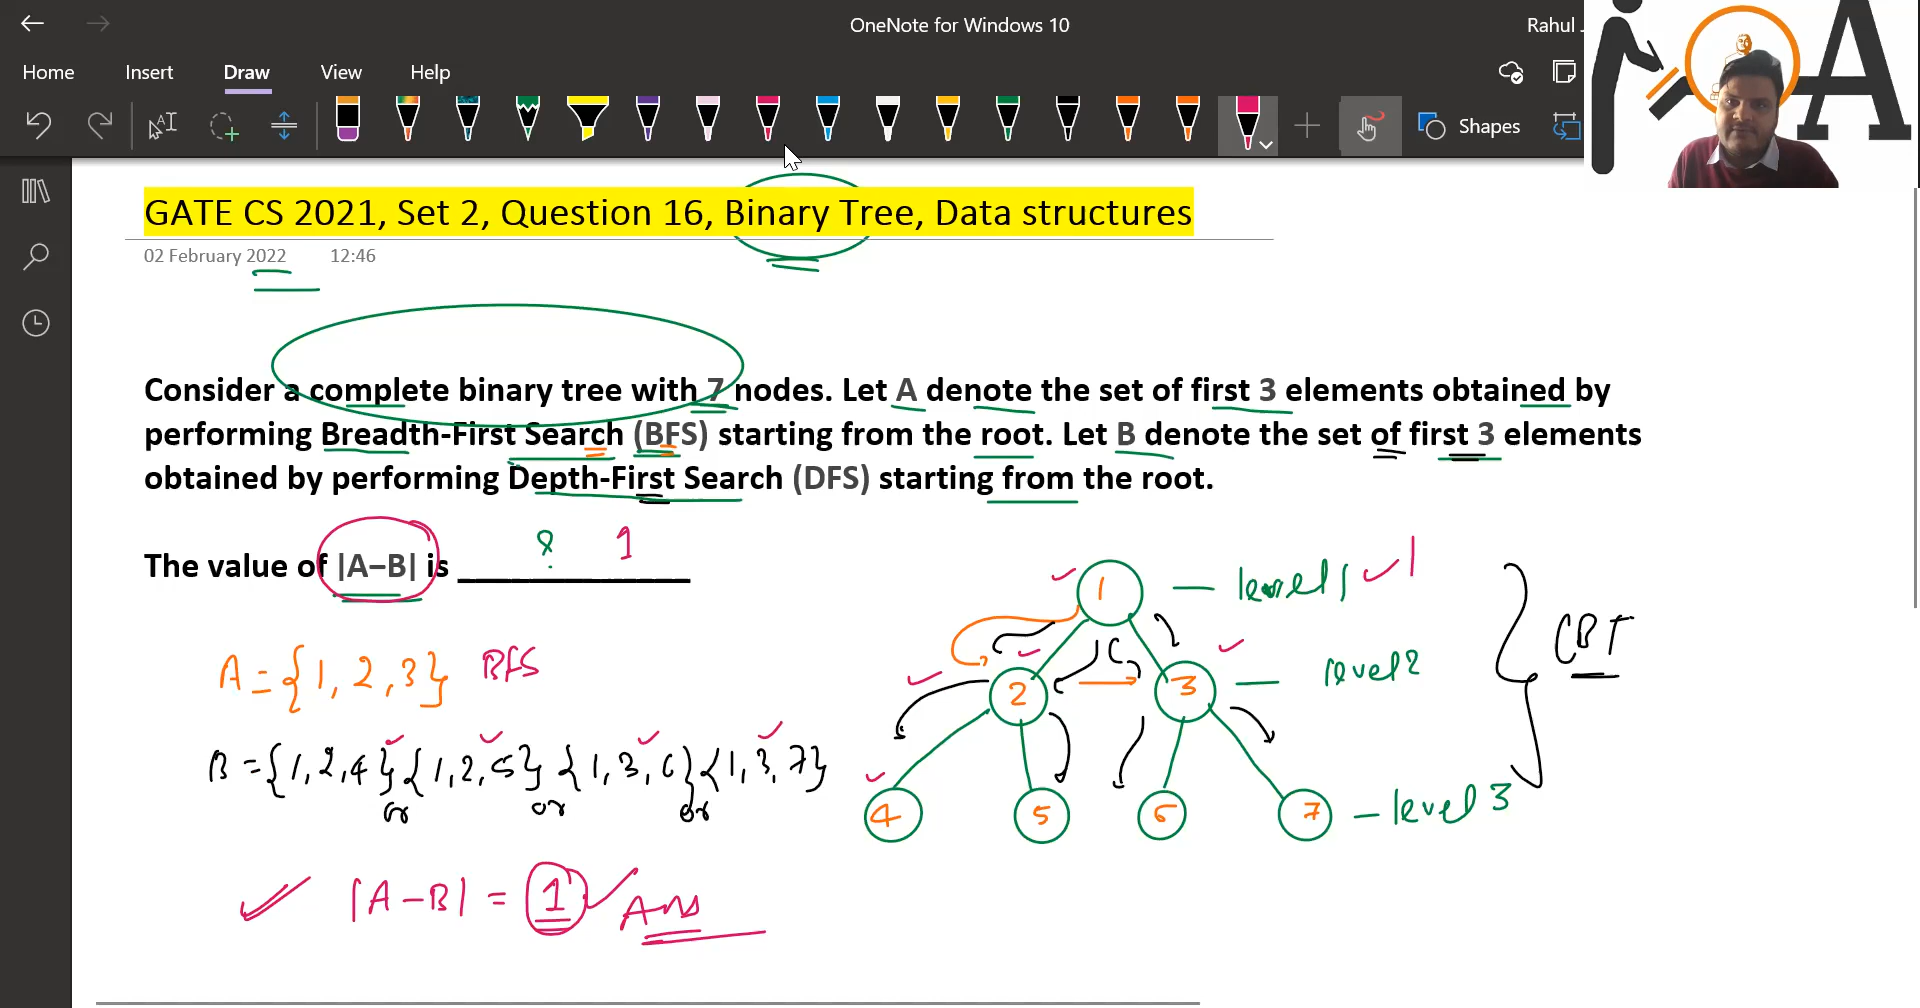 OneNote for Windows 10
Rahul J
Home Insert Draw View Help
Shapes
A
GATE CS 2021, Set 2, Question 16, Binary Tree, Data structures
02 February 2022 12:46
Consider a complete binary tree with 7 nodes. Let A denote the set of first 3 elements obtained by
performing Breadth-First Search (BFS) starting from the root. Let B denote the set of first 3 elements
obtained by performing Depth-First Search (DFS) starting from the root.
The value of |A–B| is ______________ 1
1 — level 1 ✓ 1
CBT
A = {1, 2, 3} BFS
2 3 — level 2
B = {1, 2, 4} {1, 2, 5} {1, 3, 6} {1, 3, 7}
or or or
4 5 6 7 — level 3
|A - B| = 1 Ans